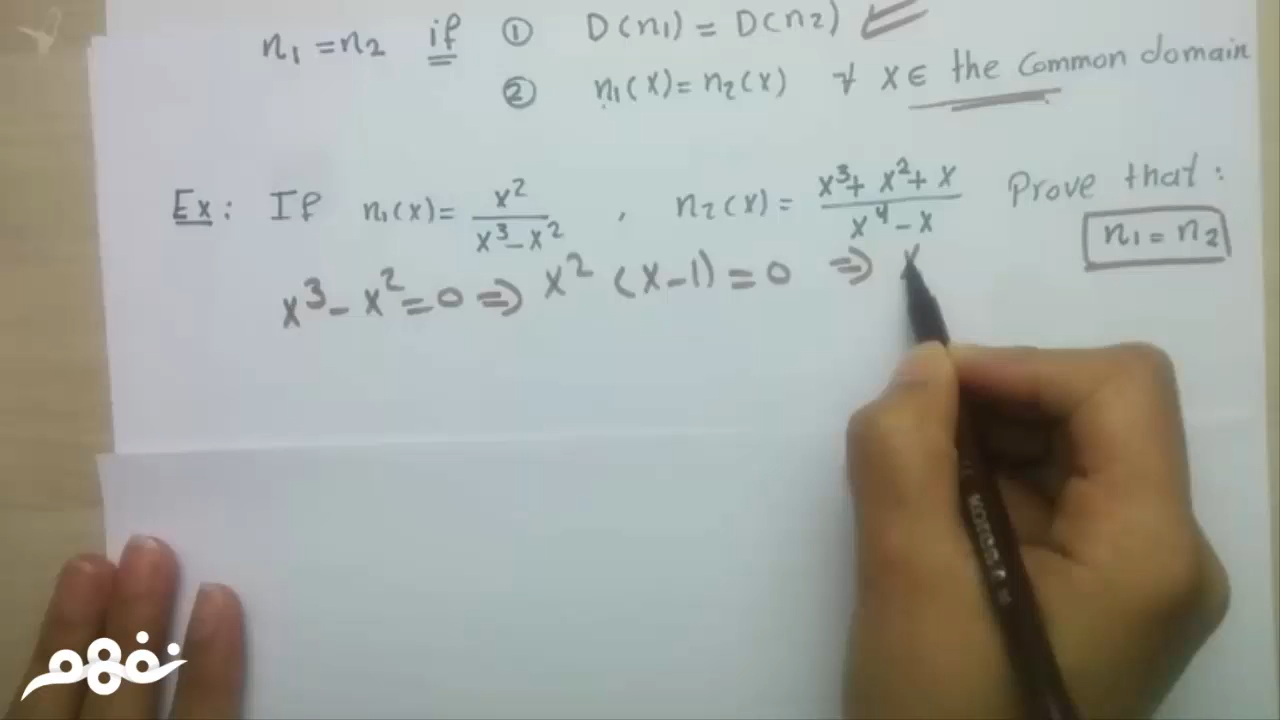 n₁ = n₂ if ① D(n₁) = D(n₂)
② n₁(x) = n₂(x) ∀ x ∈ the common domain
Ex: If n₁(x) = x²/(x³ - x²) , n₂(x) = (x³ + x² + x)/(x⁴ - x) Prove that:
n₁ = n₂
x³ - x² = 0 ⇒ x² (x - 1) = 0 ⇒ x
نفهم